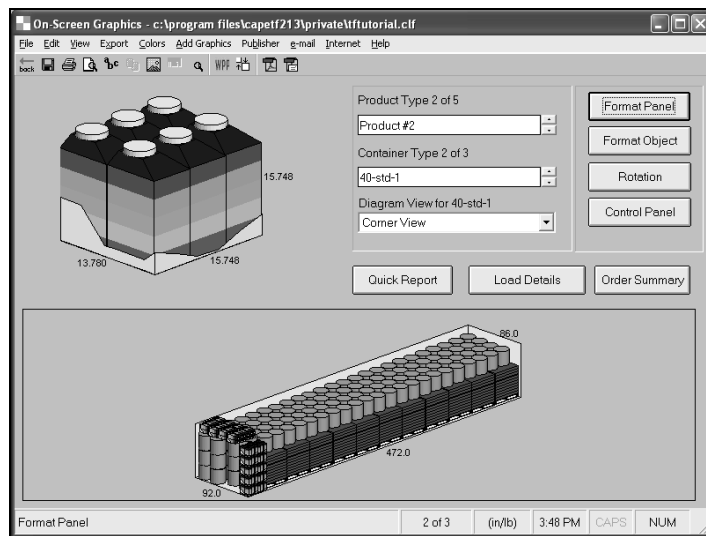 On-Screen Graphics - c:\program files\capetf213\private\tftutorial.clf
File Edit View Export Colors Add Graphics Publisher e-mail Internet Help
back abc WPF
Product Type 2 of 5
Product #2
Container Type 2 of 3
40-std-1
Diagram View for 40-std-1
Corner View
Format Panel
Format Object
Rotation
Control Panel
15.748
13.780
15.748
Quick Report
Load Details
Order Summary
86.0
472.0
92.0
Format Panel
2 of 3
(in/lb)
3:48 PM
CAPS
NUM